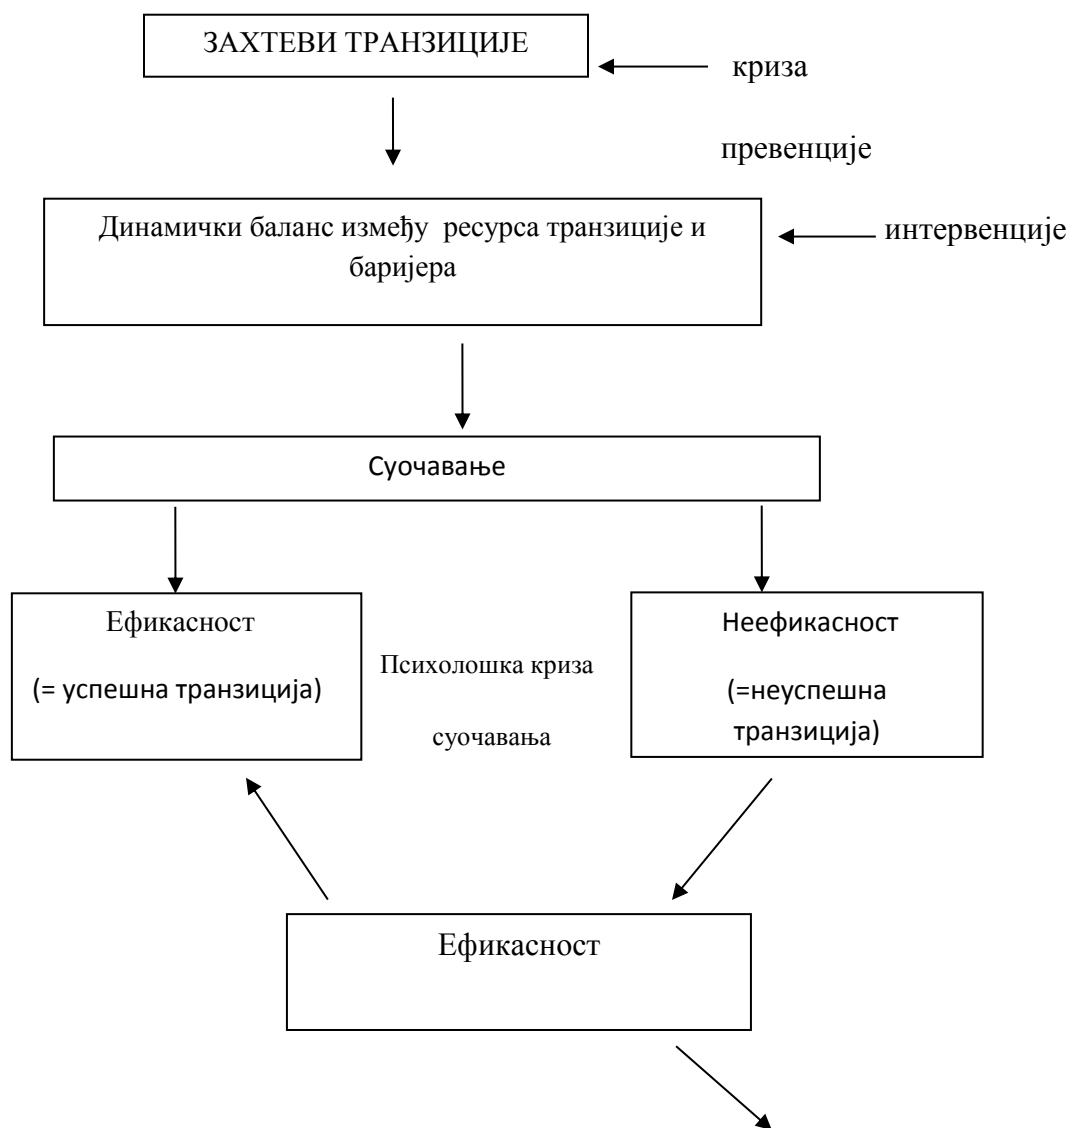 ЗАХТЕВИ ТРАНЗИЦИЈЕ
криза
превенције
Динамички баланс између ресурса транзиције и
баријера
интервенције
Суочавање
Ефикасност
(= успешна транзиција)
Психолошка криза
суочавања
Неефикасност
(=неуспешна
транзиција)
Ефикасност